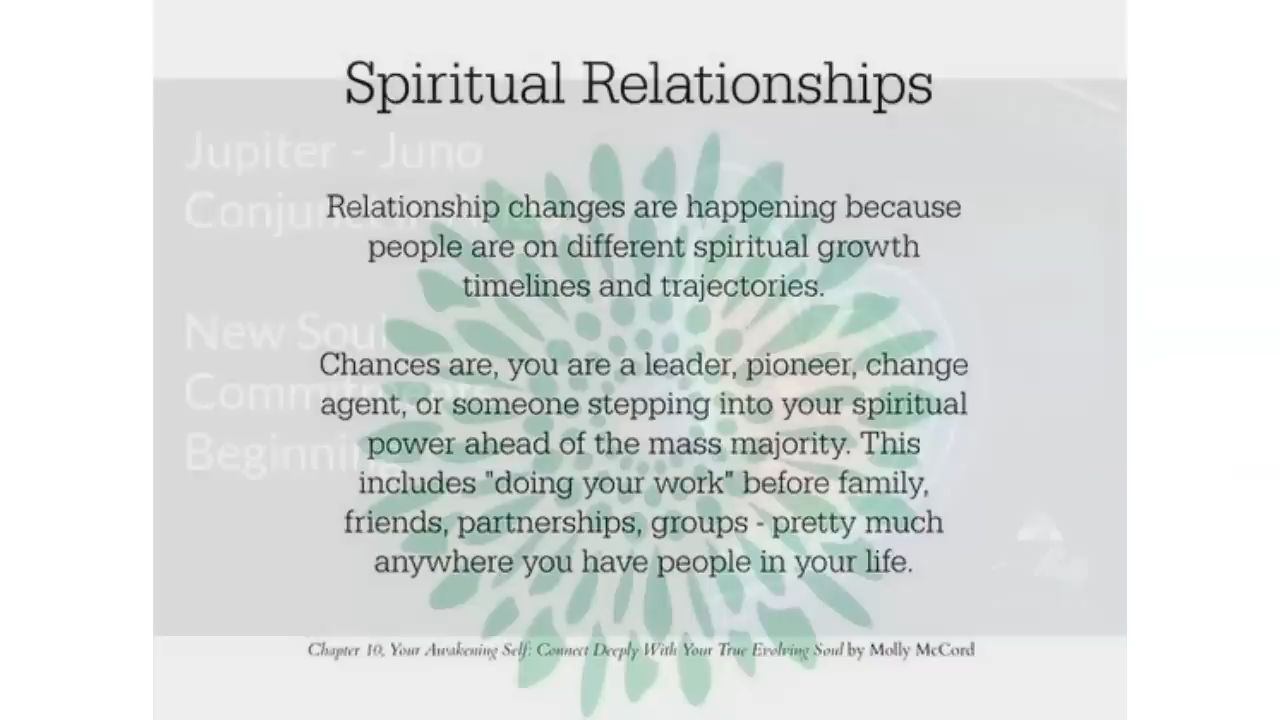 Spiritual Relationships
Jupiter - Juno
Relationship changes are happening because
people are on different spiritual growth
timelines and trajectories.
New Soul
Chances are, you are a leader, pioneer, change
agent, or someone stepping into your spiritual
power ahead of the mass majority. This
includes "doing your work" before family,
friends, partnerships, groups - pretty much
anywhere you have people in your life.
Chapter 10, Your Awakening Self: Connect Deeply With Your True Evolving Soul by Molly McCord